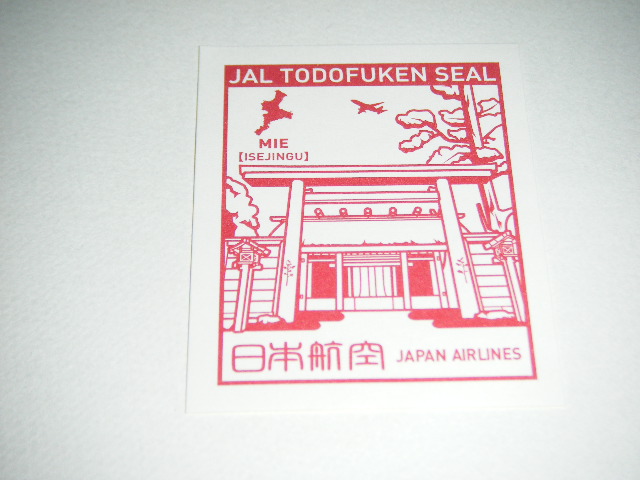 JAL TODOFUKEN SEAL
MIE
【ISEJINGU】
日本航空 JAPAN AIRLINES